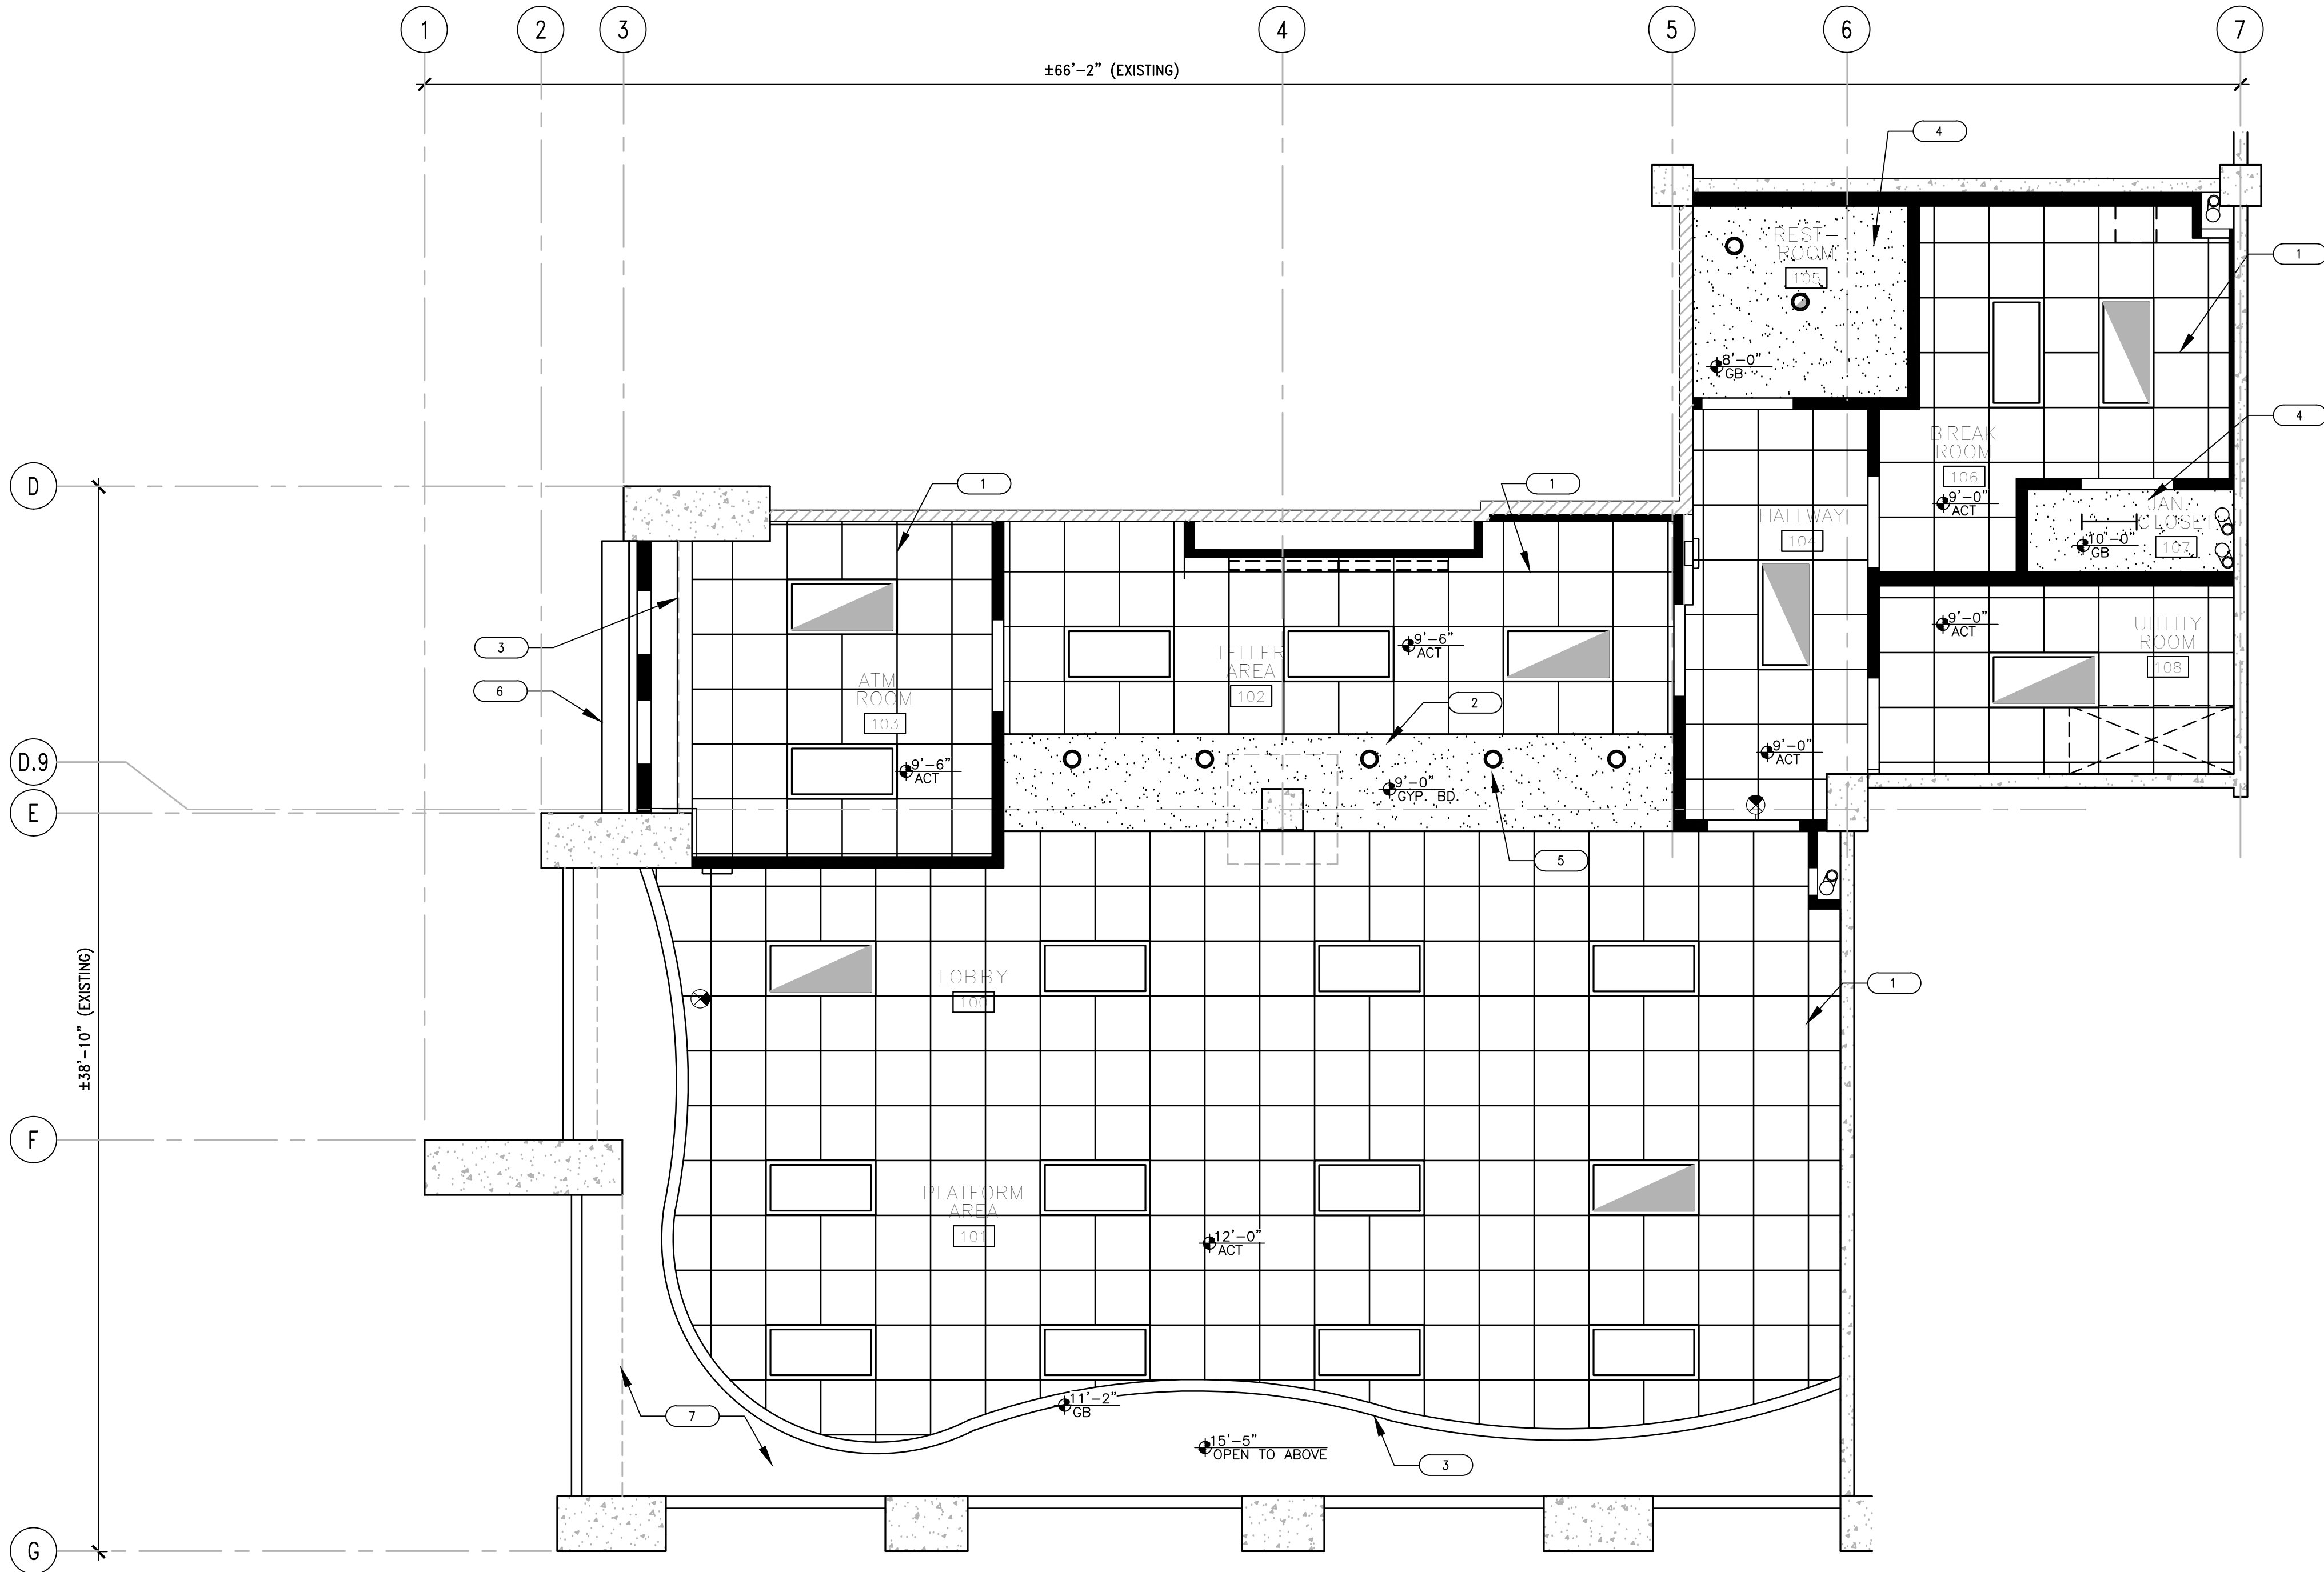 1
2
3
4
5
6
7
±66'-2" (EXISTING)
4
REST-
ROOM
105
1
8'-0"
GB
4
BREAK
ROOM
106
9'-0"
ACT
D
1
1
JAN.
CLOSET
107
10'-0"
GB
HALLWAY
104
9'-0"
ACT
UITLITY
ROOM
108
3
6
9'-6"
ACT
TELLER
AREA
102
ATM
ROOM
103
2
9'-0"
ACT
D.9
9'-6"
ACT
9'-0"
GYP. BD.
E
5
LOBBY
100
1
±38'-10" (EXISTING)
F
PLATFORM
AREA
101
12'-0"
ACT
7
11'-2"
GB
15'-5"
OPEN TO ABOVE
3
G